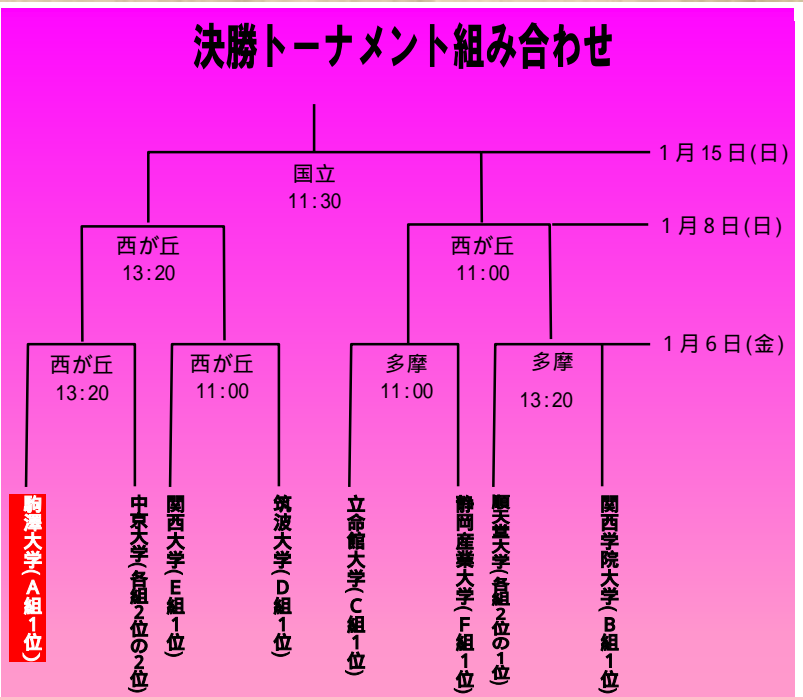 決勝トーナメント組み合わせ
1月15日(日)
国立
11:30
1月8日(日)
西が丘
13:20
西が丘
11:00
1月6日(金)
西が丘
13:20
西が丘
11:00
多摩
11:00
多摩
13:20
駒澤大学(A組1位)
中京大学(各組2位の2位)
関西大学(E組1位)
筑波大学(D組1位)
立命館大学(C組1位)
静岡産業大学(F組1位)
順天堂大学(各組2位の1位)
関西学院大学(B組1位)